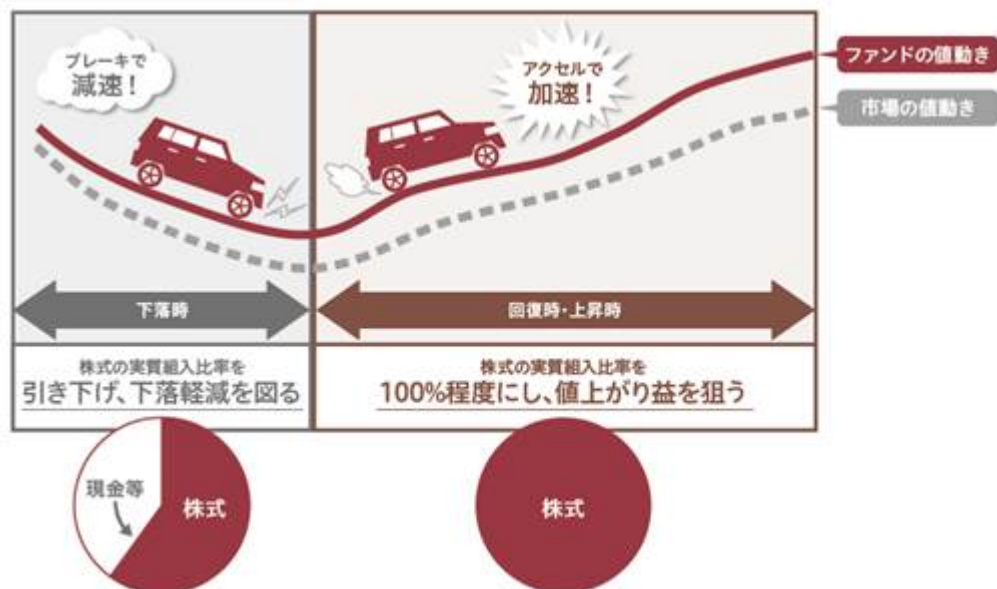 ブレーキで
減速！
アクセルで
加速！
ファンドの値動き
市場の値動き
下落時
回復時・上昇時
株式の実質組入比率を
引き下げ、下落軽減を図る
株式の実質組入比率を
100%程度にし、値上がり益を狙う
現金等
株式
株式